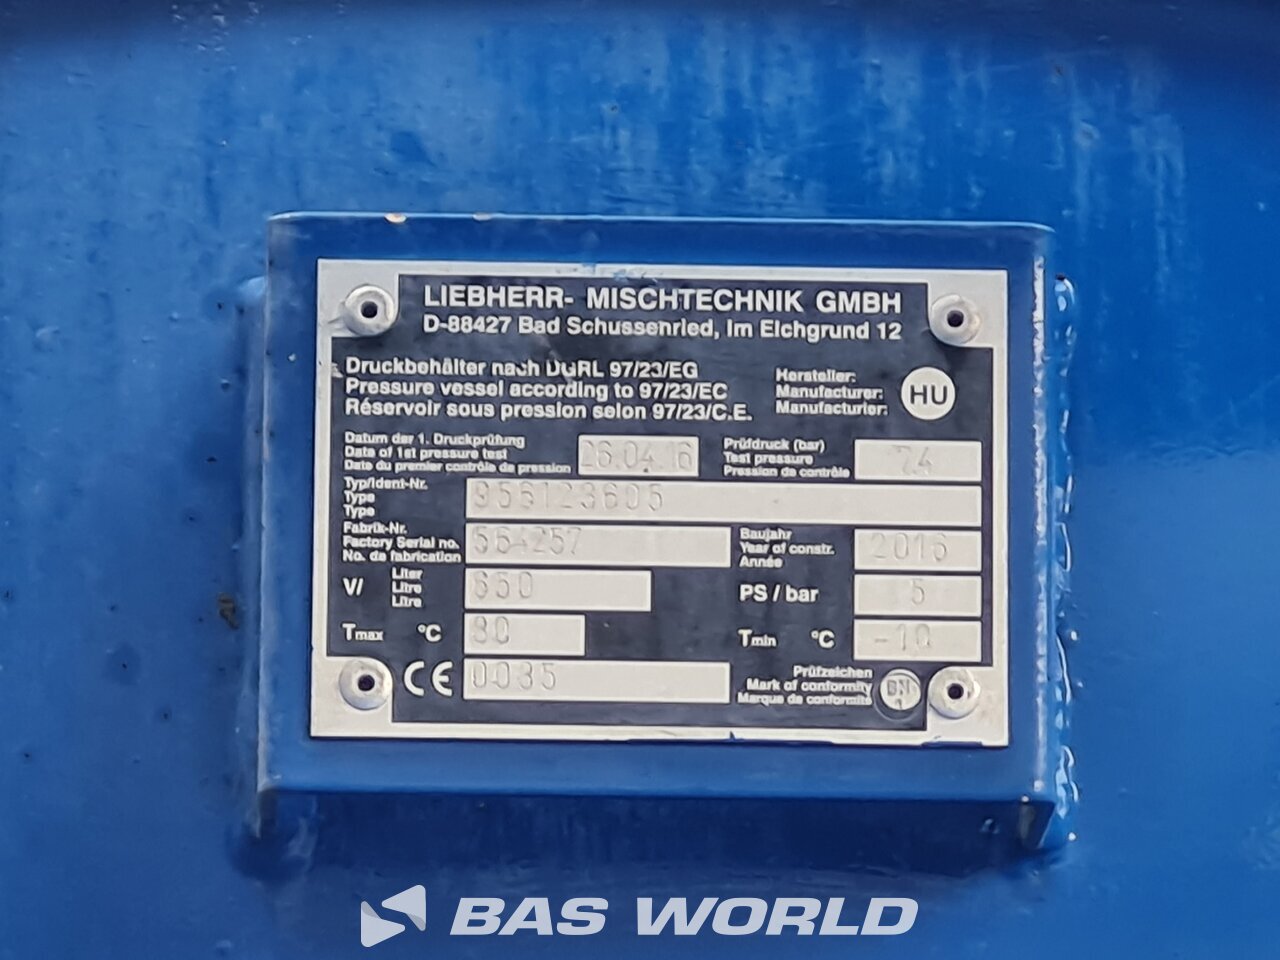 LIEBHERR- MISCHTECHNIK GMBH
D-88427 Bad Schussenried, Im Elchgrund 12
Druckbehälter nach DGRL 97/23/EG
Pressure vessel according to 97/23/EC
Réservoir sous pression selon 97/23/C.E.
Hersteller:
Manufacturer:
Manufacturier:
HU
Datum der 1. Druckprüfung
Date of 1st pressure test
Date du premier contrôle de pression
26.04.16
Prüfdruck (bar)
Test pressure
Pression de contrôle
7.4
Typ/Ident-Nr.
Type
Type
956123605
Fabrik-Nr.
Factory Serial no.
No. de fabrication
564257
Baujahr
Year of constr.
Année
2016
V/
Liter
Litre
Litre
650
PS / bar
5
Tmax °C
80
Tmin °C
-10
CE
0035
Prüfzeichen
Mark of conformity
Marque de conformité
BAS WORLD